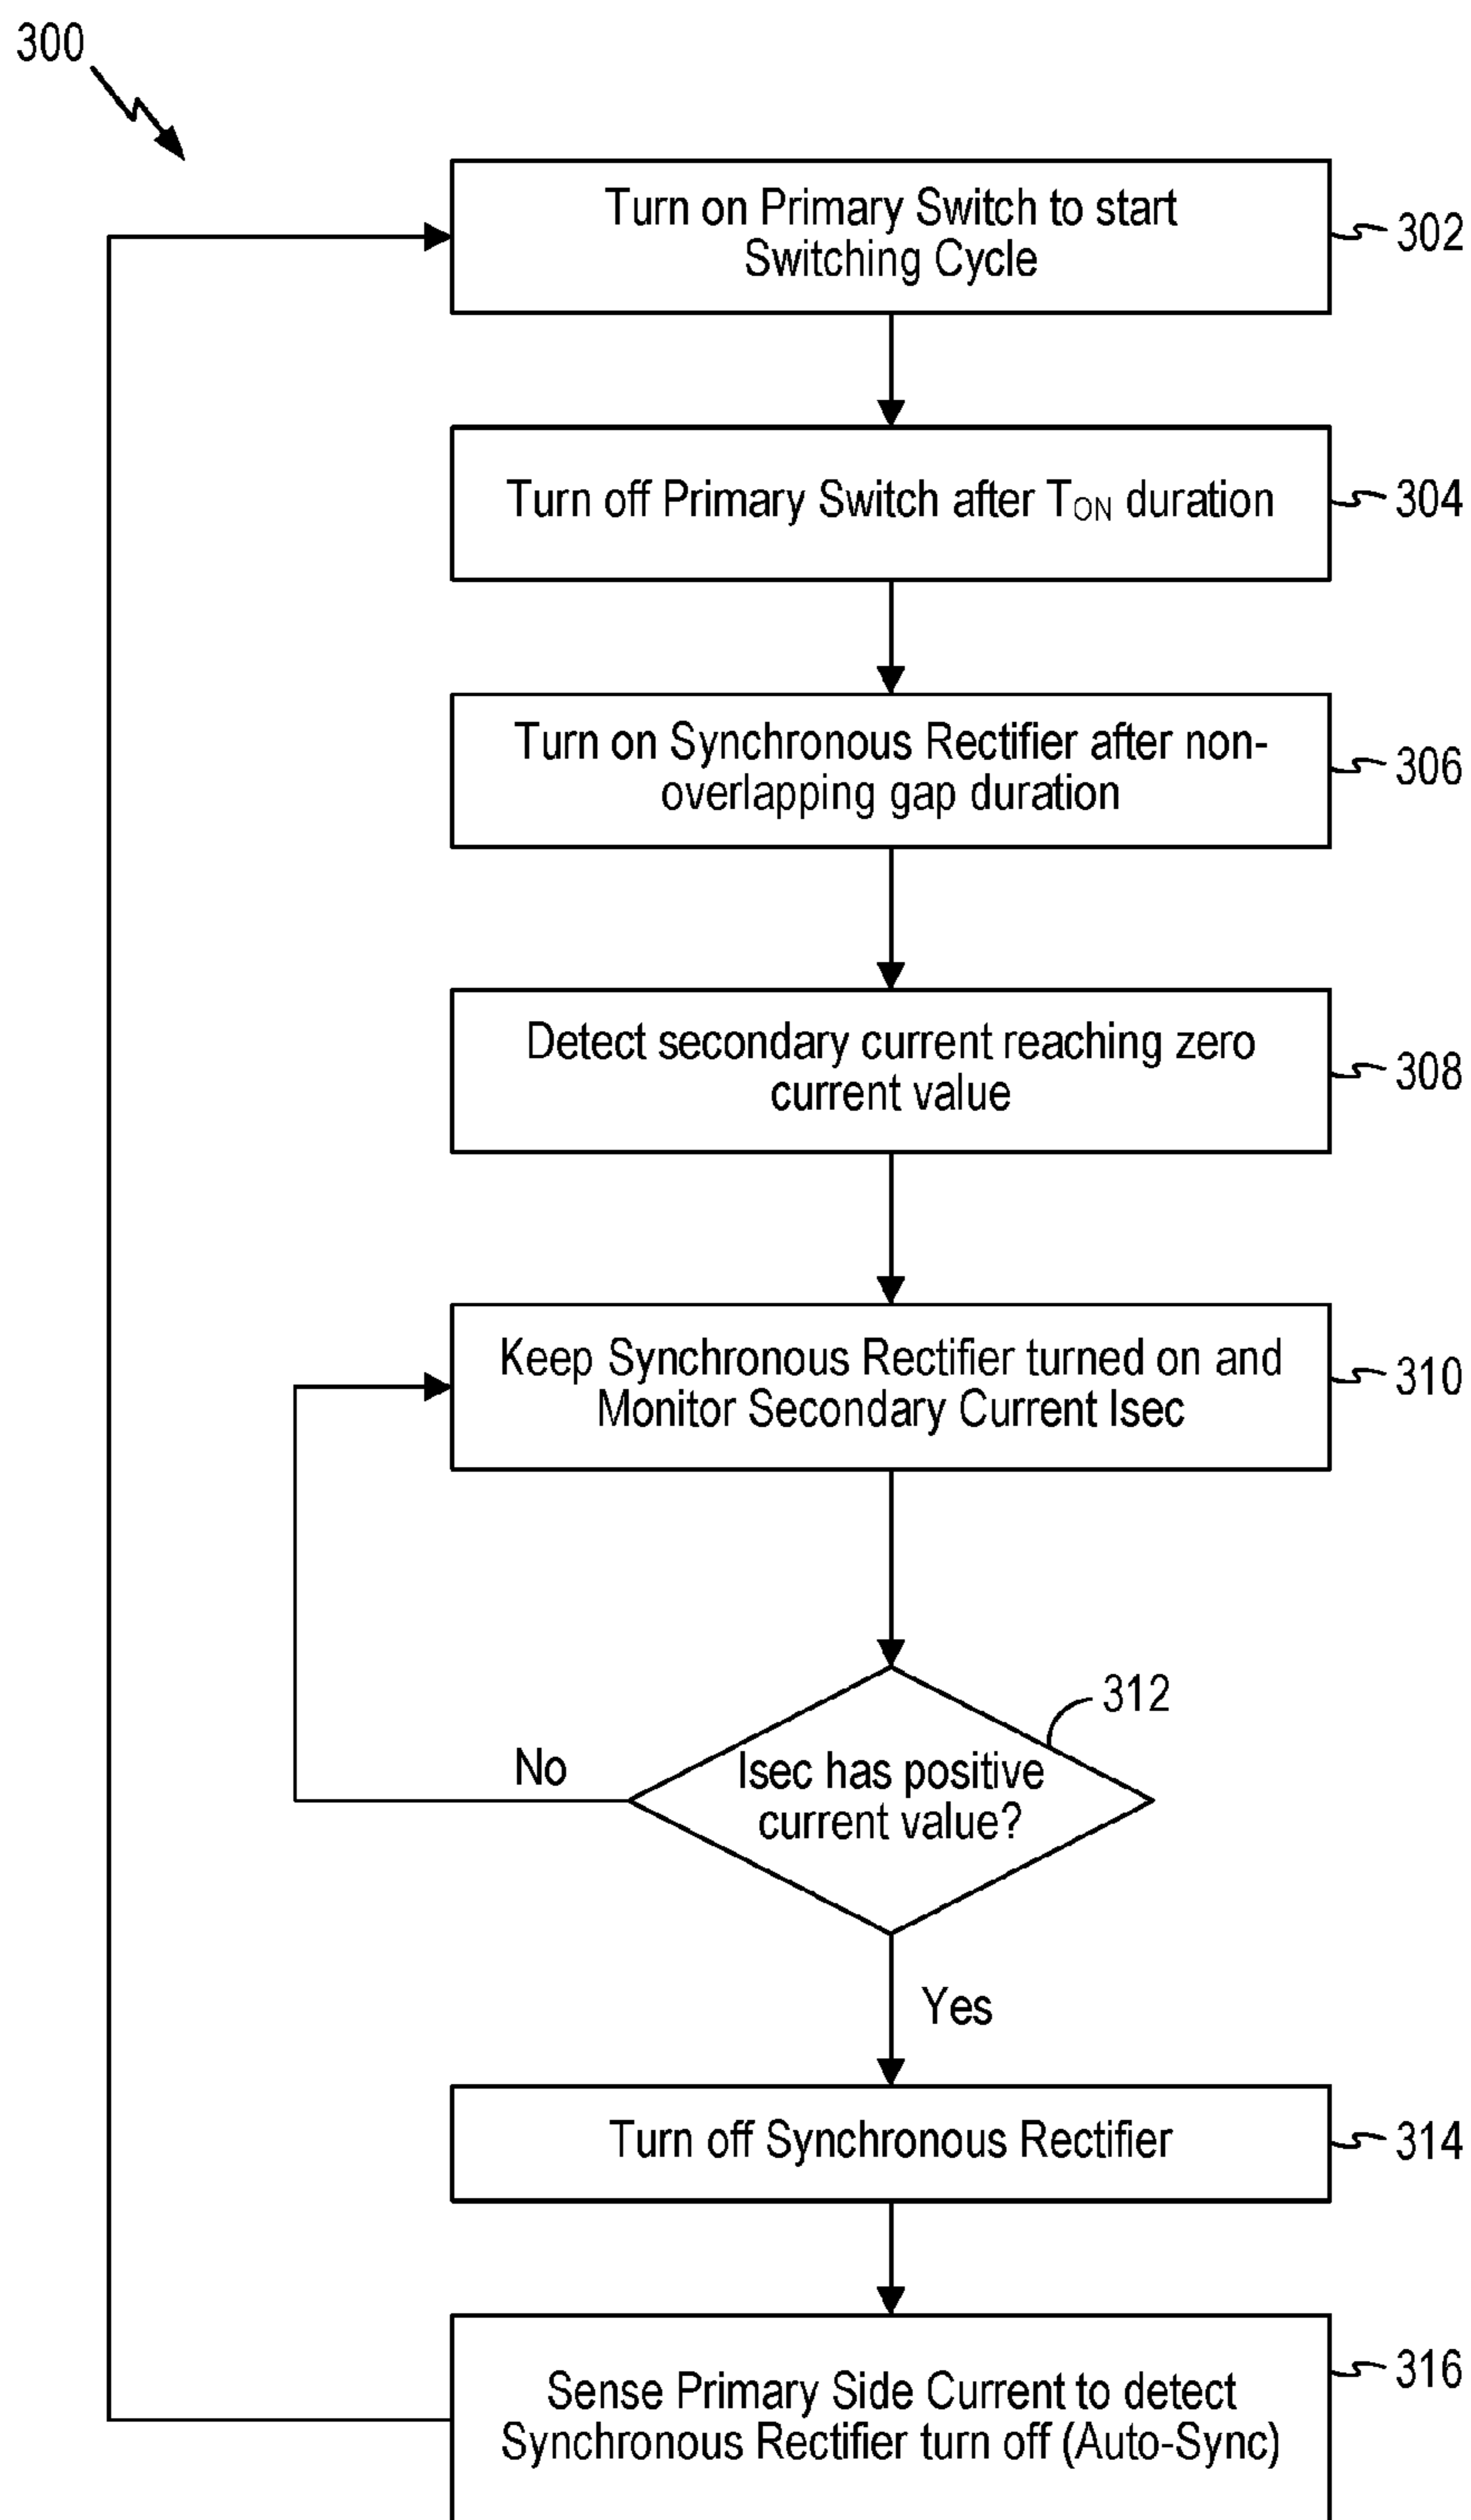 300
Turn on Primary Switch to start
Switching Cycle
302
Turn off Primary Switch after TON duration
304
Turn on Synchronous Rectifier after non-
overlapping gap duration
306
Detect secondary current reaching zero
current value
308
Keep Synchronous Rectifier turned on and
Monitor Secondary Current Isec
310
312
Isec has positive
current value?
No
Yes
Turn off Synchronous Rectifier
314
Sense Primary Side Current to detect
Synchronous Rectifier turn off (Auto-Sync)
316